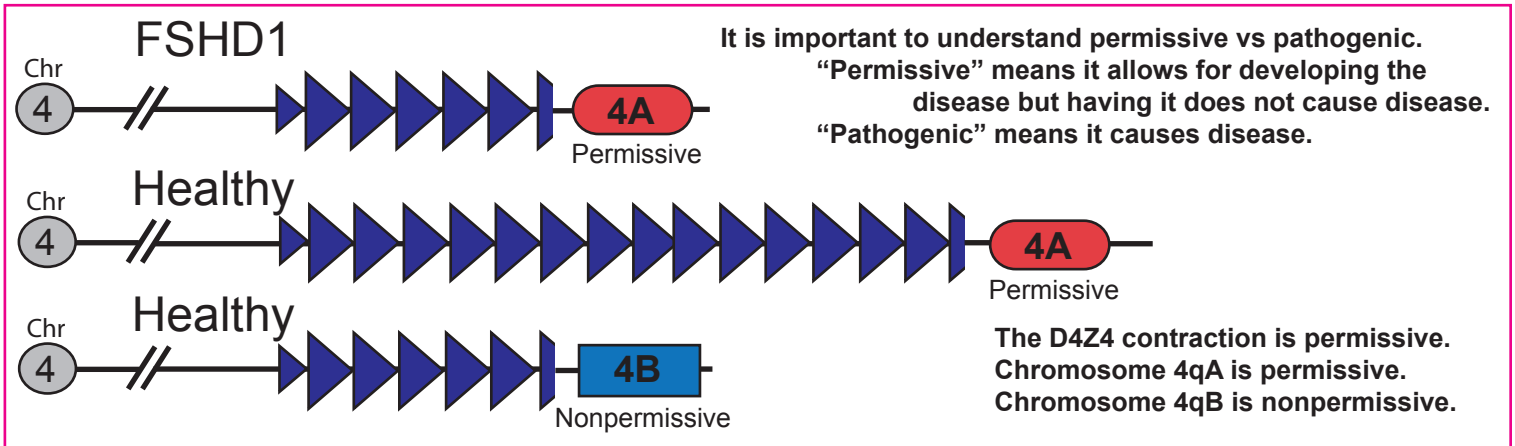 FSHD1
Chr
4
4A
Permissive
It is important to understand permissive vs pathogenic.
“Permissive” means it allows for developing the
disease but having it does not cause disease.
“Pathogenic” means it causes disease.
Healthy
Chr
4
4A
Permissive
Healthy
Chr
4
4B
Nonpermissive
The D4Z4 contraction is permissive.
Chromosome 4qA is permissive.
Chromosome 4qB is nonpermissive.